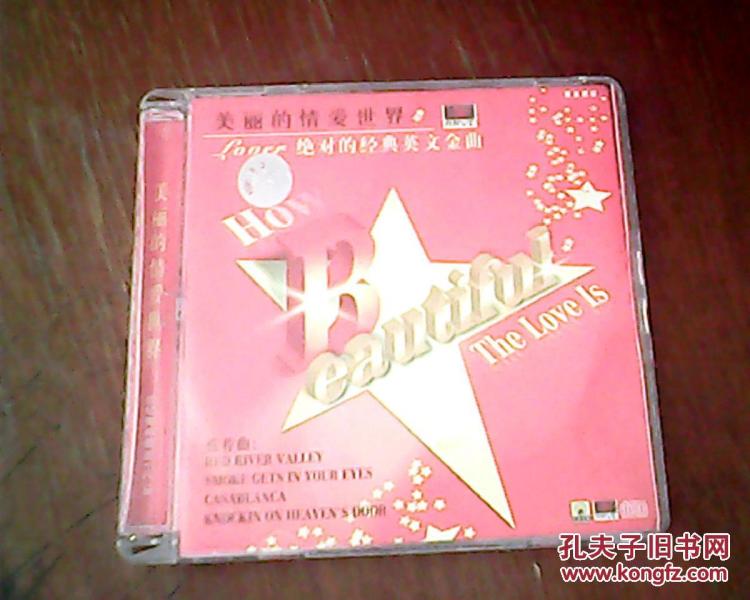 美丽的情爱世界
绝对的经典英文金曲
How
Beautiful
The Love Is
美丽的情爱世界
RED RIVER VALLEY
SMOKE GETS IN YOUR EYES
CASABLANCA
KNOCKIN ON HEAVEN'S DOOR
孔夫子旧书网
www.kongfz.com